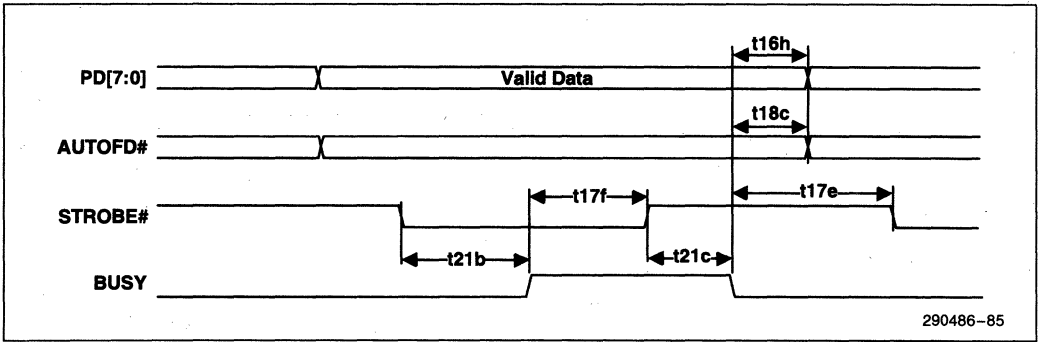 t16h
PD[7:0]
Valid Data
t18c
AUTOFD#
t17f
t17e
STROBE#
t21b
t21c
BUSY
290486-85